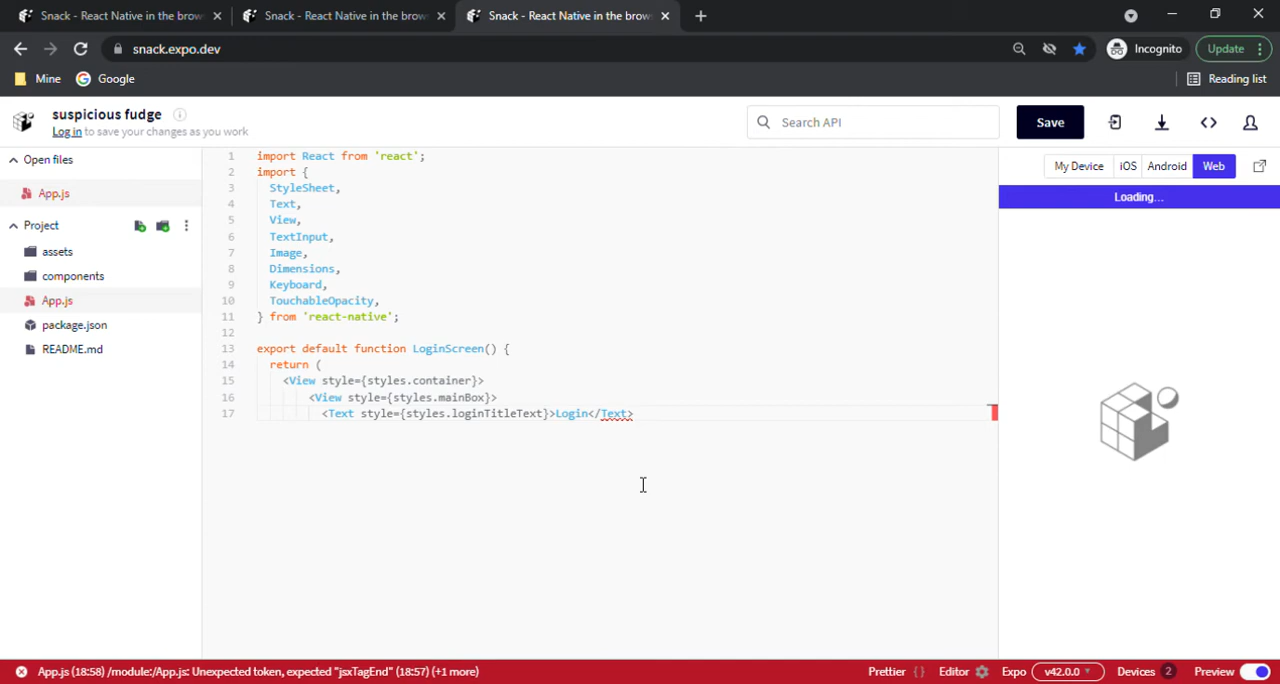 Snack - React Native in the brow
Snack - React Native in the brow
Snack - React Native in the brow
snack.expo.dev
Incognito
Update
Mine
Google
Reading list
suspicious fudge
Log in to save your changes as you work
Search API
Save
Open files
App.js
Project
assets
components
App.js
package.json
README.md
1 import React from 'react';
2 import {
3 StyleSheet,
4 Text,
5 View,
6 TextInput,
7 Image,
8 Dimensions,
9 Keyboard,
10 TouchableOpacity,
11 } from 'react-native';
12
13 export default function LoginScreen() {
14 return (
15 <View style={styles.container}>
16 <View style={styles.mainBox}>
17 <Text style={styles.loginTitleText}>Login</Text>
My Device iOS Android Web
Loading...
App.js (18:58) /module:/App.js: Unexpected token, expected "jsxTagEnd" (18:57) (+1 more)
Prettier { } Editor Expo v42.0.0 Devices 2 Preview